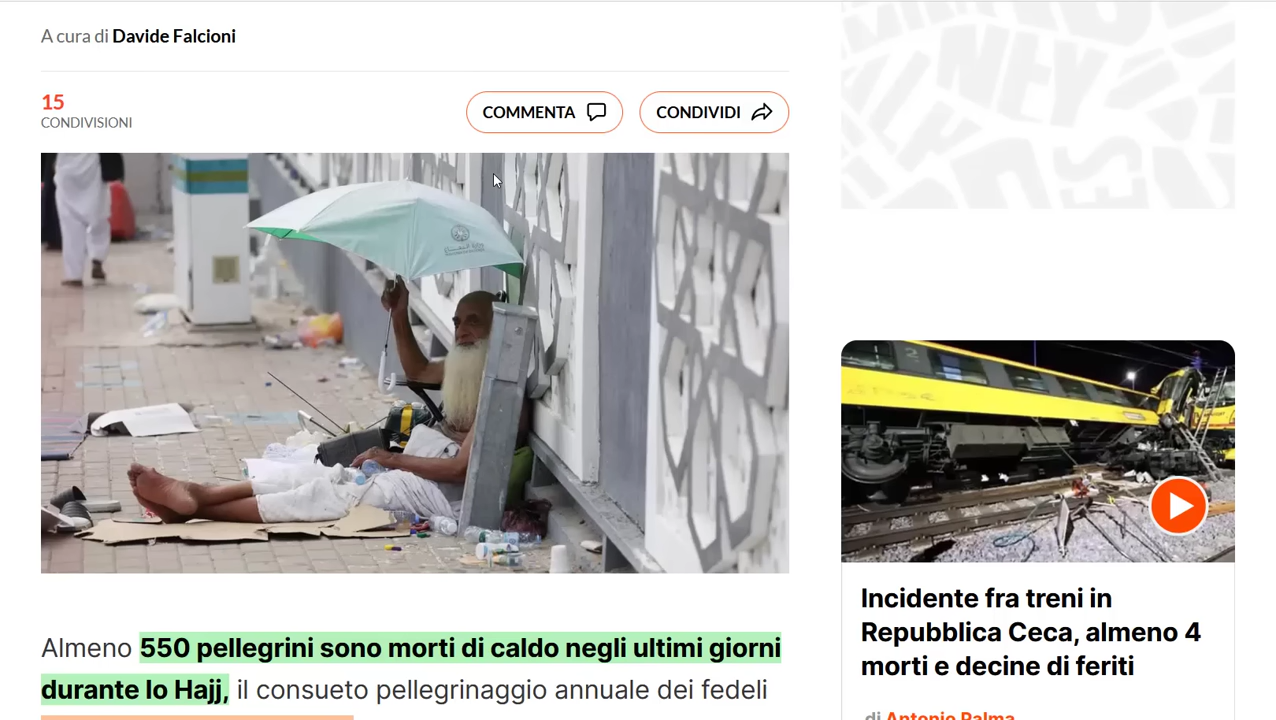 A cura di Davide Falcioni
15
CONDIVISIONI
COMMENTA
CONDIVIDI
Almeno 550 pellegrini sono morti di caldo negli ultimi giorni
durante lo Hajj, il consueto pellegrinaggio annuale dei fedeli
Incidente fra treni in
Repubblica Ceca, almeno 4
morti e decine di feriti
di Antonio Palma